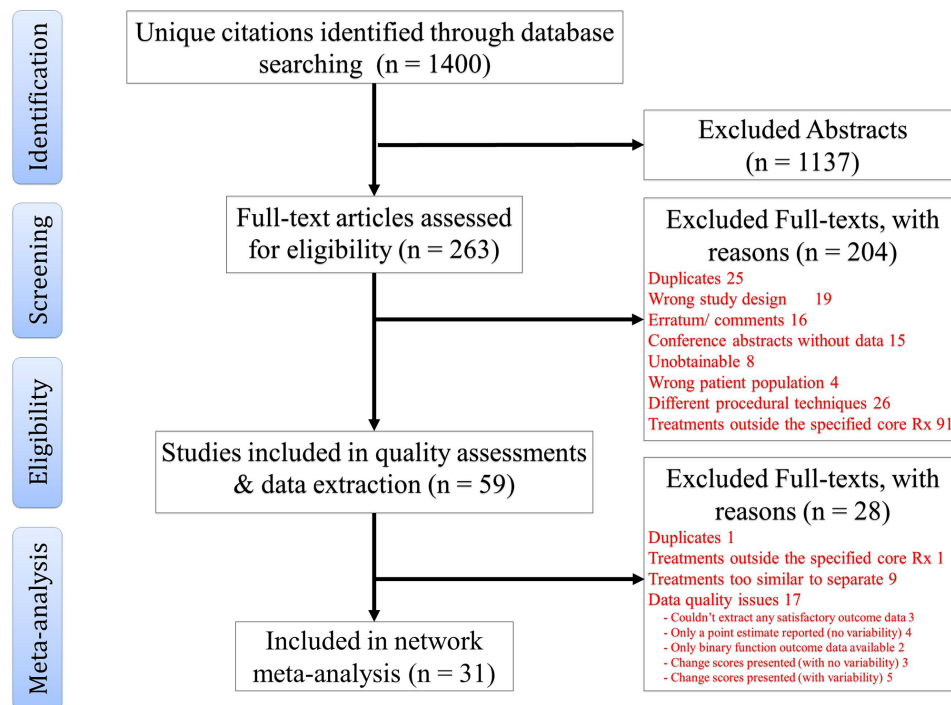 Identification
Unique citations identified through database
searching (n = 1400)
Excluded Abstracts
(n = 1137)
Screening
Full-text articles assessed
for eligibility (n = 263)
Excluded Full-texts, with
reasons (n = 204)
Duplicates 25
Wrong study design 19
Erratum/ comments 16
Conference abstracts without data 15
Unobtainable 8
Wrong patient population 4
Different procedural techniques 26
Treatments outside the specified core Rx 91
Eligibility
Studies included in quality assessments
& data extraction (n = 59)
Excluded Full-texts, with
reasons (n = 28)
Duplicates 1
Treatments outside the specified core Rx 1
Treatments too similar to separate 9
Data quality issues 17
- Couldn't extract any satisfactory outcome data 3
- Only a point estimate reported (no variability) 4
- Only binary function outcome data available 2
- Change scores presented (with no variability) 3
- Change scores presented (with variability) 5
Meta-analysis
Included in network
meta-analysis (n = 31)